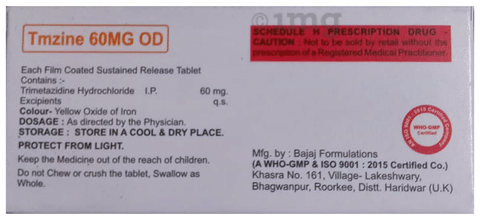 1mg
Tmzine 60MG OD
SCHEDULE H PRESCRIPTION DRUG -
CAUTION : Not to be sold by retail without the
prescription of a Registered Medical Practitioner.
Each Film Coated Sustained Release Tablet
Contains :-
Trimetazidine Hydrochloride I.P. 60 mg.
Excipients q.s.
Colour- Yellow Oxide of Iron
DOSAGE : As directed by the Physician.
STORAGE : STORE IN A COOL & DRY PLACE.
PROTECT FROM LIGHT.
Keep the Medicine out of the reach of children.
Do not Chew or crush the tablet, Swallow as
Whole.
WHO-GMP
Certified
Mfg. by : Bajaj Formulations
(A WHO-GMP & ISO 9001 : 2015 Certified Co.)
Khasra No. 161, Village- Lakeshwary,
Bhagwanpur, Roorkee, Distt. Haridwar (U.K)